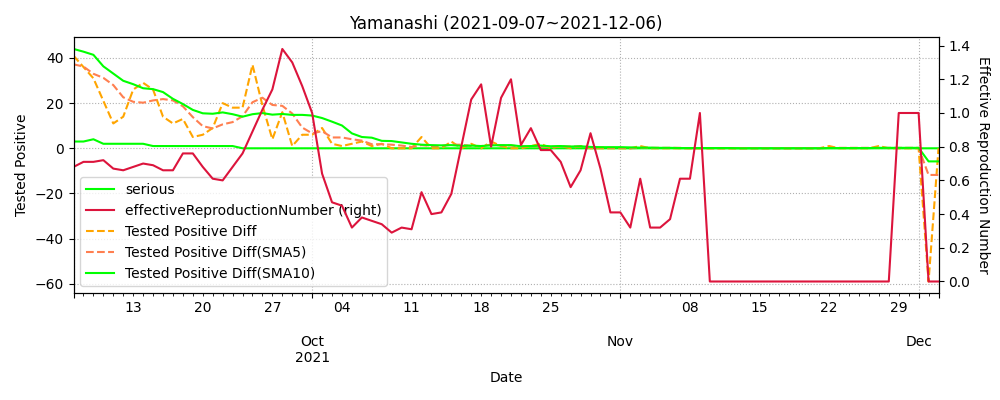 Yamanashi (2021-09-07~2021-12-06)
Tested Positive
40
20
0
−20
−40
−60
1.4
1.2
1.0
0.8
0.6
0.4
0.2
0.0
Effective Reproduction Number
serious
effectiveReproductionNumber (right)
Tested Positive Diff
Tested Positive Diff(SMA5)
Tested Positive Diff(SMA10)
13 20 27 04 11 18 25 08 15 22 29
Oct Nov Dec
2021
Date